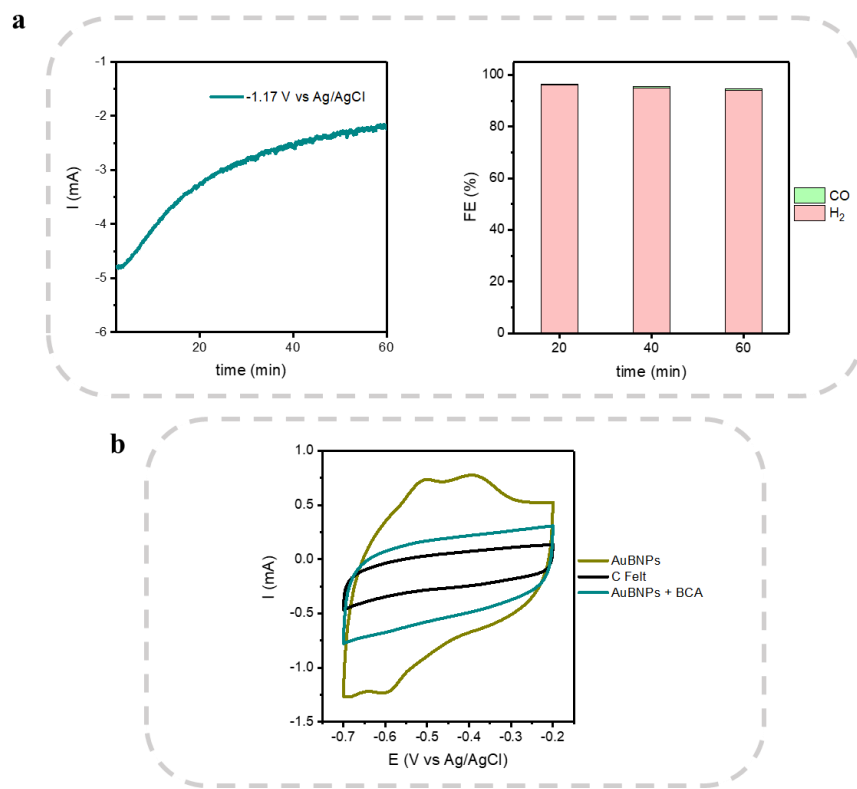 a
-1
-2
-3
-4
-5
-6
I (mA)
-1.17 V vs Ag/AgCl
20
40
60
time (min)
100
80
60
40
20
0
FE (%)
20
40
60
time (min)
CO
H₂
b
1.0
0.5
0.0
-0.5
-1.0
-1.5
I (mA)
-0.7
-0.6
-0.5
-0.4
-0.3
-0.2
E (V vs Ag/AgCl)
AuBNPs
C Felt
AuBNPs + BCA